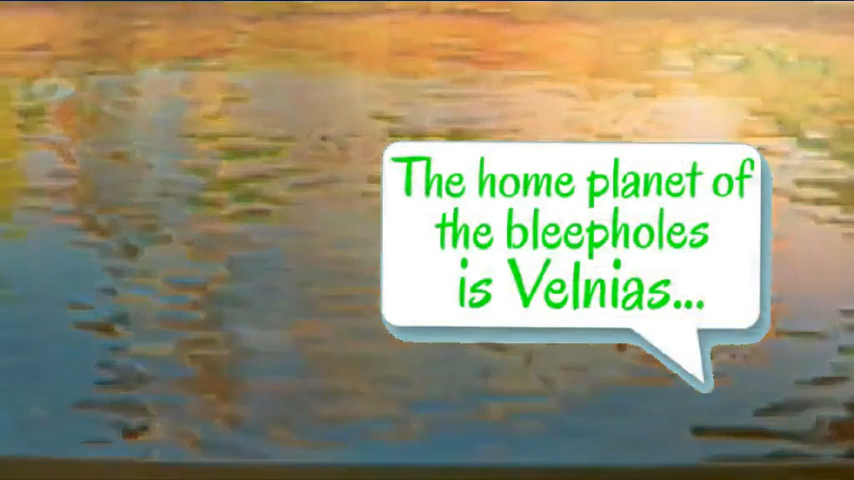 The home planet of
the bleepholes
is Velnias...